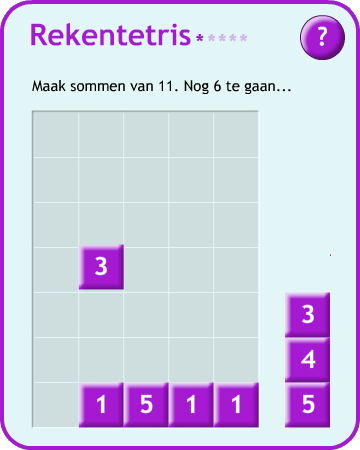 Rekentetris ******
?
Maak sommen van 11. Nog 6 te gaan...
3
3
4
1 5 1 1 5